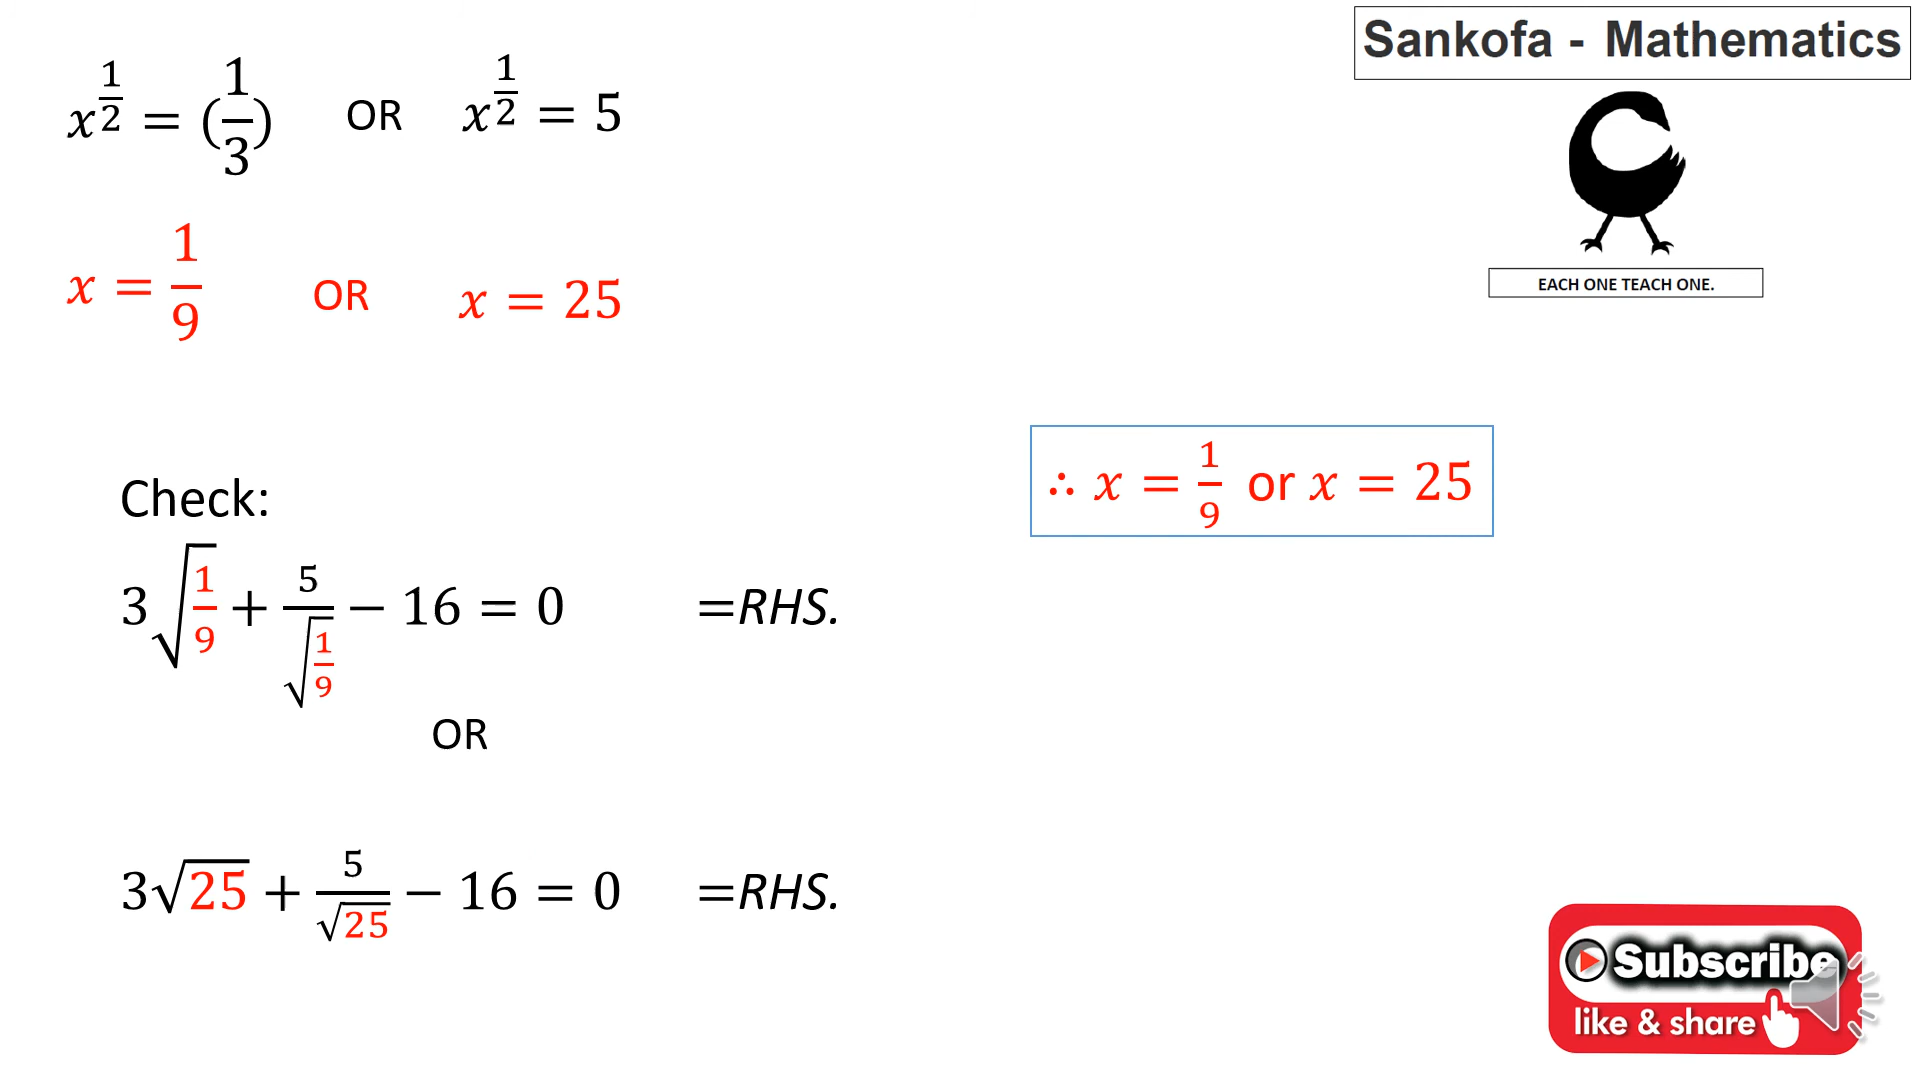 Sankofa - Mathematics
x^{1/2} = (1/3) OR x^{1/2} = 5
EACH ONE TEACH ONE.
x = 1/9 OR x = 25
∴ x = 1/9 or x = 25
Check:
3√(1/9) + 5/√(1/9) − 16 = 0 =RHS.
OR
3√25 + 5/√25 − 16 = 0 =RHS.
Subscribe
like & share